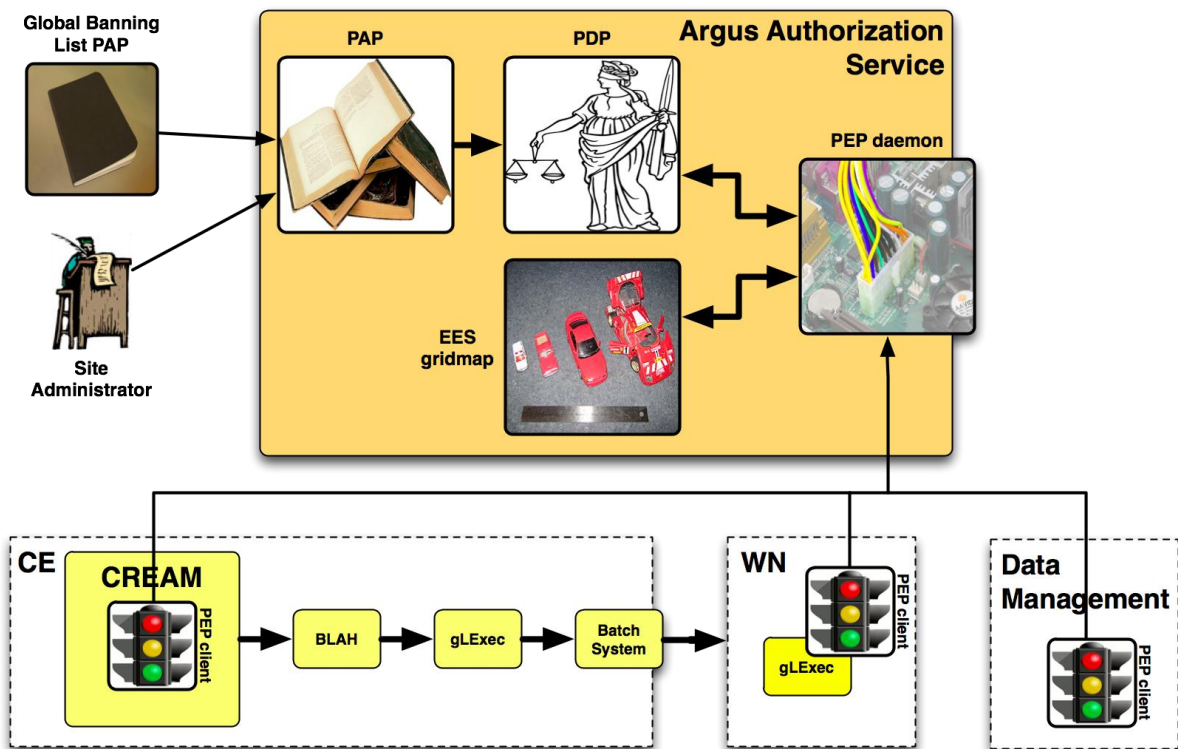 Global Banning
List PAP
PAP
PDP
Argus Authorization
Service
PEP daemon
EES
gridmap
Site
Administrator
CE
CREAM
PEP client
BLAH
gLExec
Batch
System
WN
PEP client
gLExec
Data
Management
PEP client